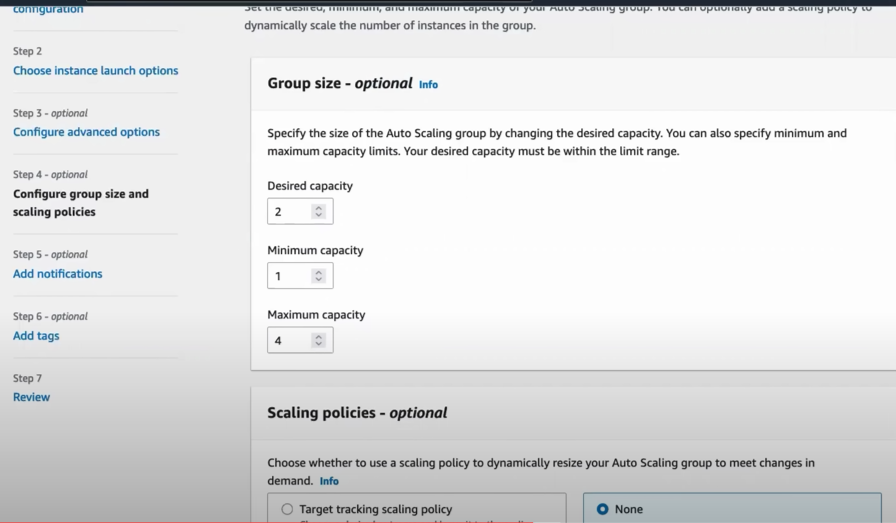 configuration
Step 2
Choose instance launch options
Step 3 - optional
Configure advanced options
Step 4 - optional
Configure group size and
scaling policies
Step 5 - optional
Add notifications
Step 6 - optional
Add tags
Step 7
Review
Set the desired, minimum, and maximum capacity of your Auto Scaling group. You can optionally add a scaling policy to
dynamically scale the number of instances in the group.
Group size - optional Info
Specify the size of the Auto Scaling group by changing the desired capacity. You can also specify minimum and
maximum capacity limits. Your desired capacity must be within the limit range.
Desired capacity
2
Minimum capacity
1
Maximum capacity
4
Scaling policies - optional
Choose whether to use a scaling policy to dynamically resize your Auto Scaling group to meet changes in
demand. Info
Target tracking scaling policy
None